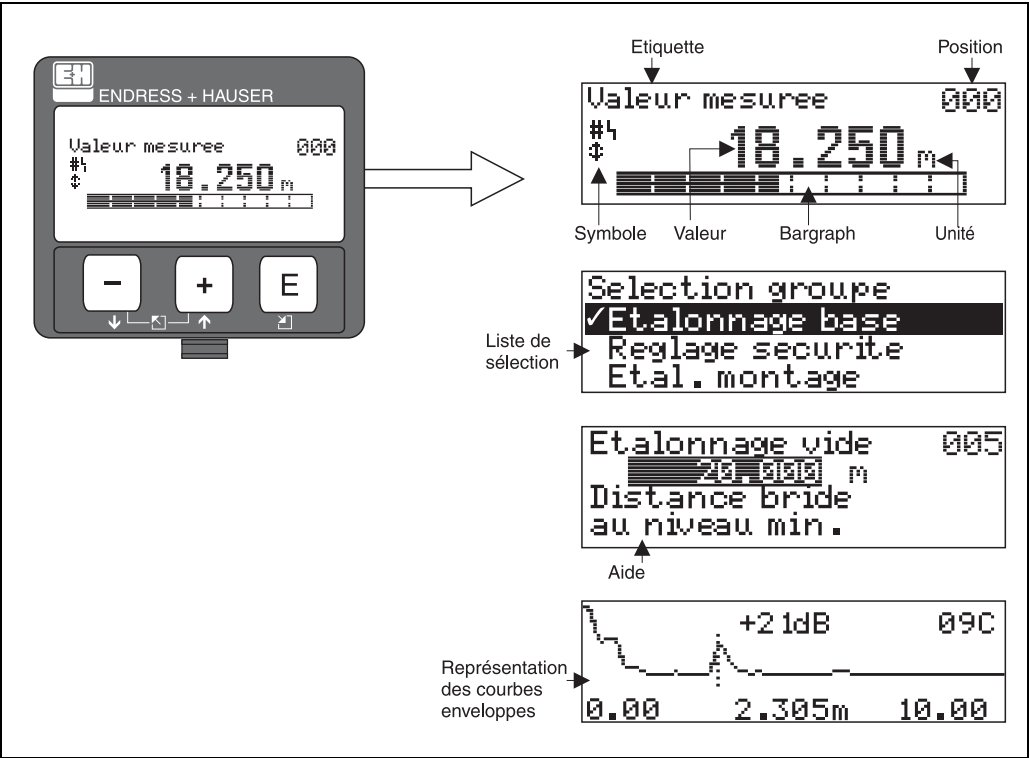 E+H
ENDRESS + HAUSER
Valeur mesuree 000
18.250 m
- + E
Etiquette Position
Valeur mesuree 000
18.250 m
Symbole Valeur Bargraph Unité
Selection groupe
✓Etalonnage base
Reglage securite
Etal. montage
Liste de
sélection
Etalonnage vide 005
20.000 m
Distance bride
au niveau min.
Aide
+21dB 09C
0.00 2.305m 10.00
Représentation
des courbes
enveloppes